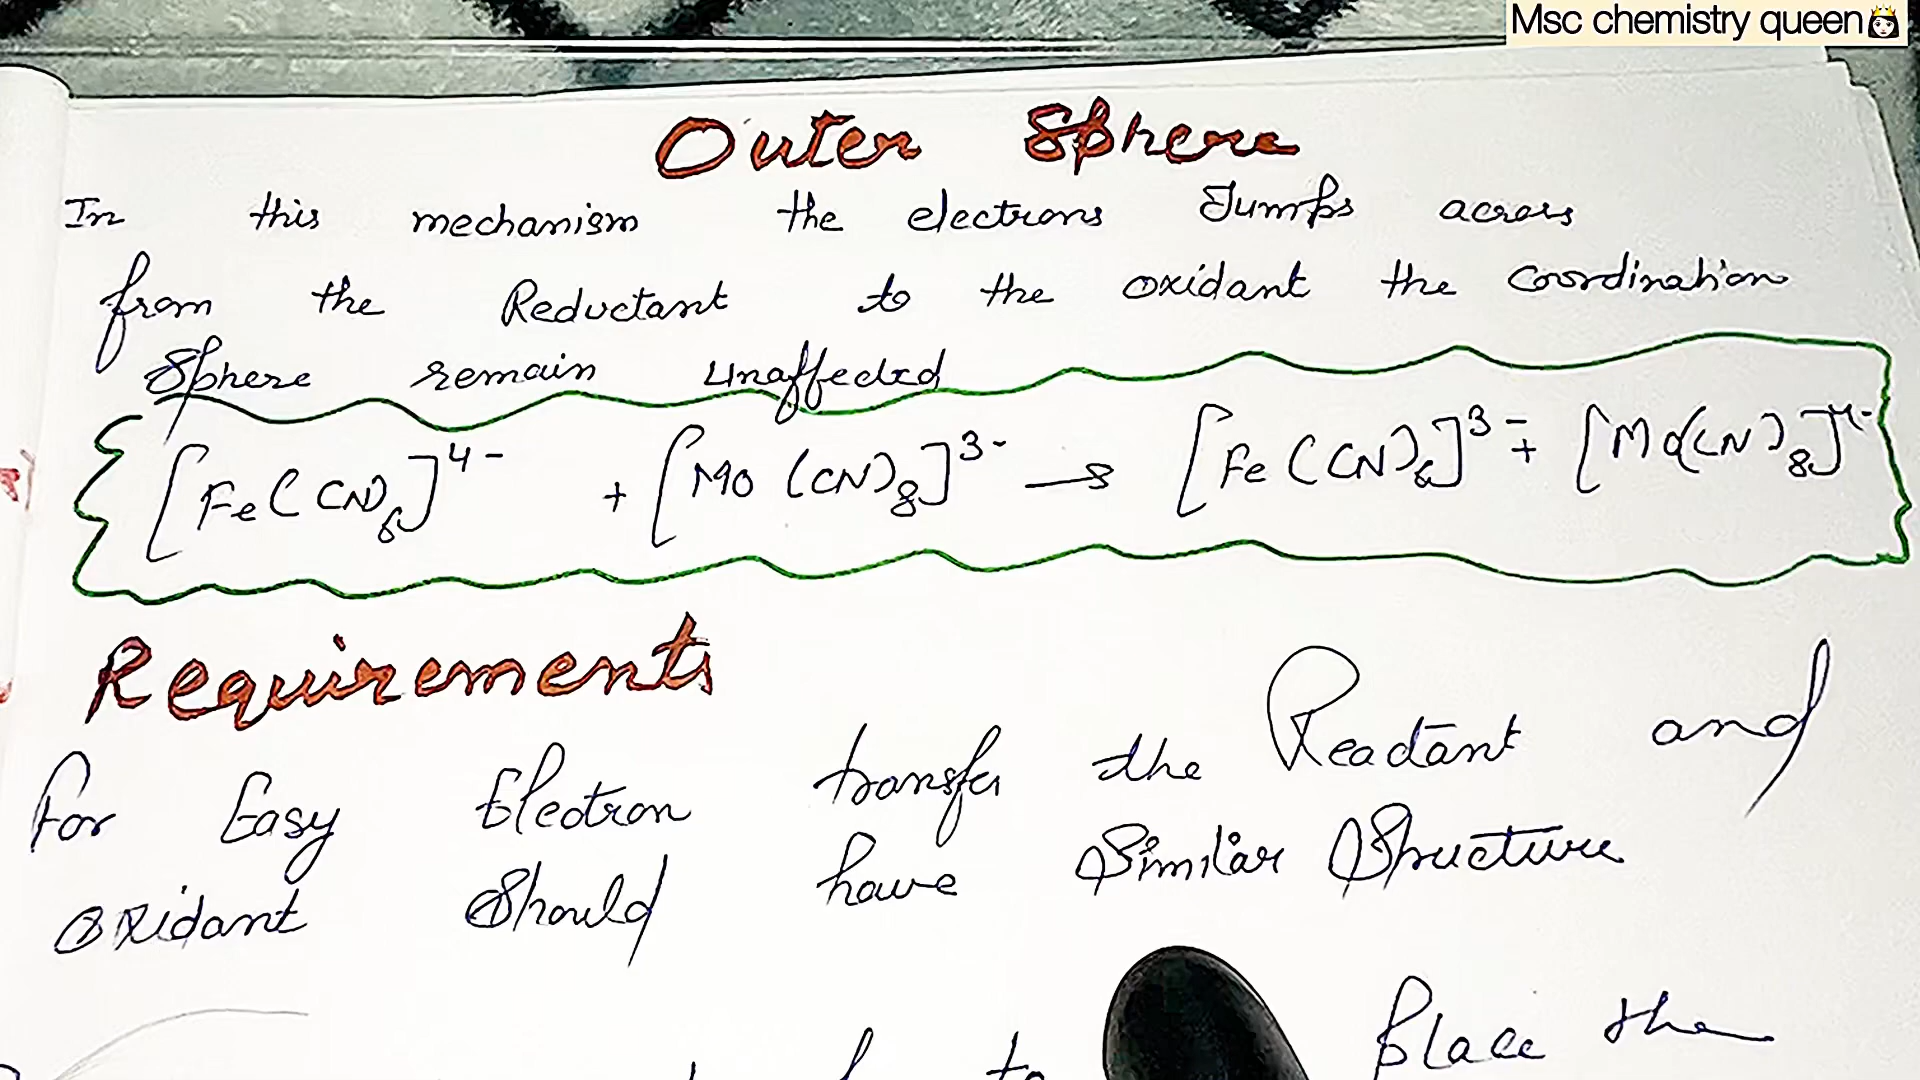 Msc chemistry queen👸
Outer Sphere
In this mechanism the electrons Jumps across
from the Reductant to the oxidant the Coordination
Sphere remain unaffected
[Fe(CN)₆]⁴⁻ + [Mo(CN)₈]³⁻ → [Fe(CN)₆]³⁻ + [Mo(CN)₈]⁴⁻
Requirements
For Easy Electron transfer the Reactant and
oxidant Should have Similar Structure
to place the